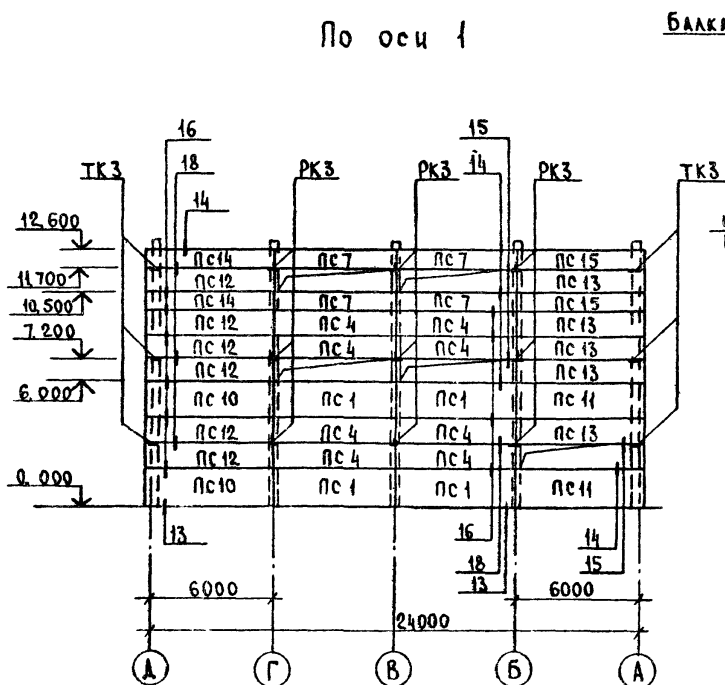 По оси 1
Балки
16
15
ТК3
18
РК3
РК3
14
РК3
ТК3
14
12,600
ПС14
ПС7
ПС7
ПС15
11,700
ПС12
ПС13
10,500
ПС14
ПС7
ПС7
ПС15
ПС12
ПС4
ПС4
ПС13
7.200
ПС12
ПС4
ПС4
ПС13
ПС12
ПС13
6.000
ПС10
ПС1
ПС1
ПС11
ПС12
ПС4
ПС4
ПС13
ПС12
ПС4
ПС4
0.000
ПС10
ПС1
ПС1
ПС11
13
16
14
18
15
13
6000
6000
24000
Д
Г
В
Б
А